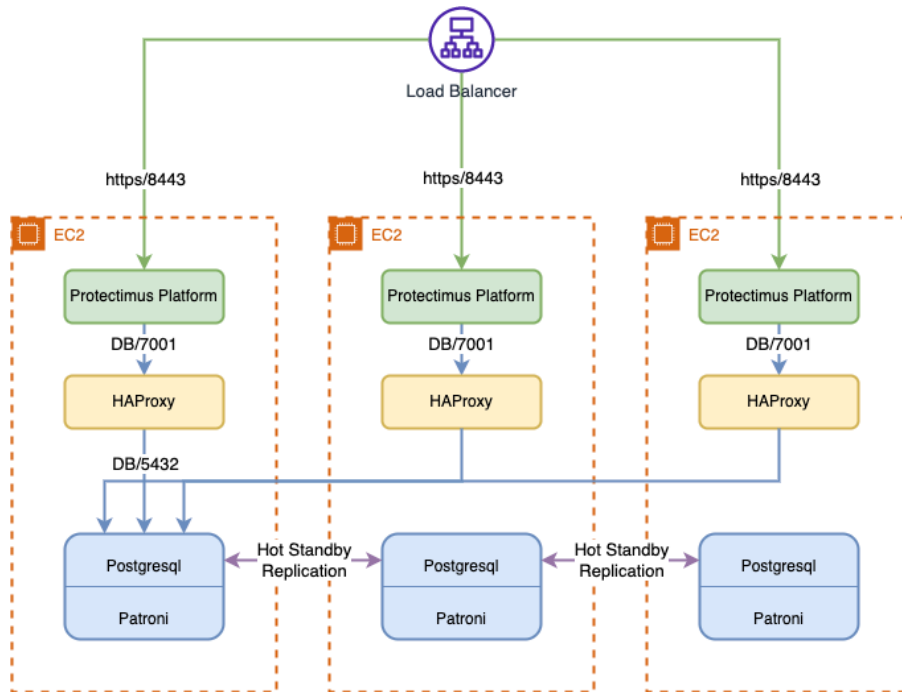 Load Balancer
https/8443
https/8443
https/8443
EC2
EC2
EC2
Protectimus Platform
Protectimus Platform
Protectimus Platform
DB/7001
DB/7001
DB/7001
HAProxy
HAProxy
HAProxy
DB/5432
Hot Standby
Replication
Hot Standby
Replication
Postgresql
Postgresql
Postgresql
Patroni
Patroni
Patroni